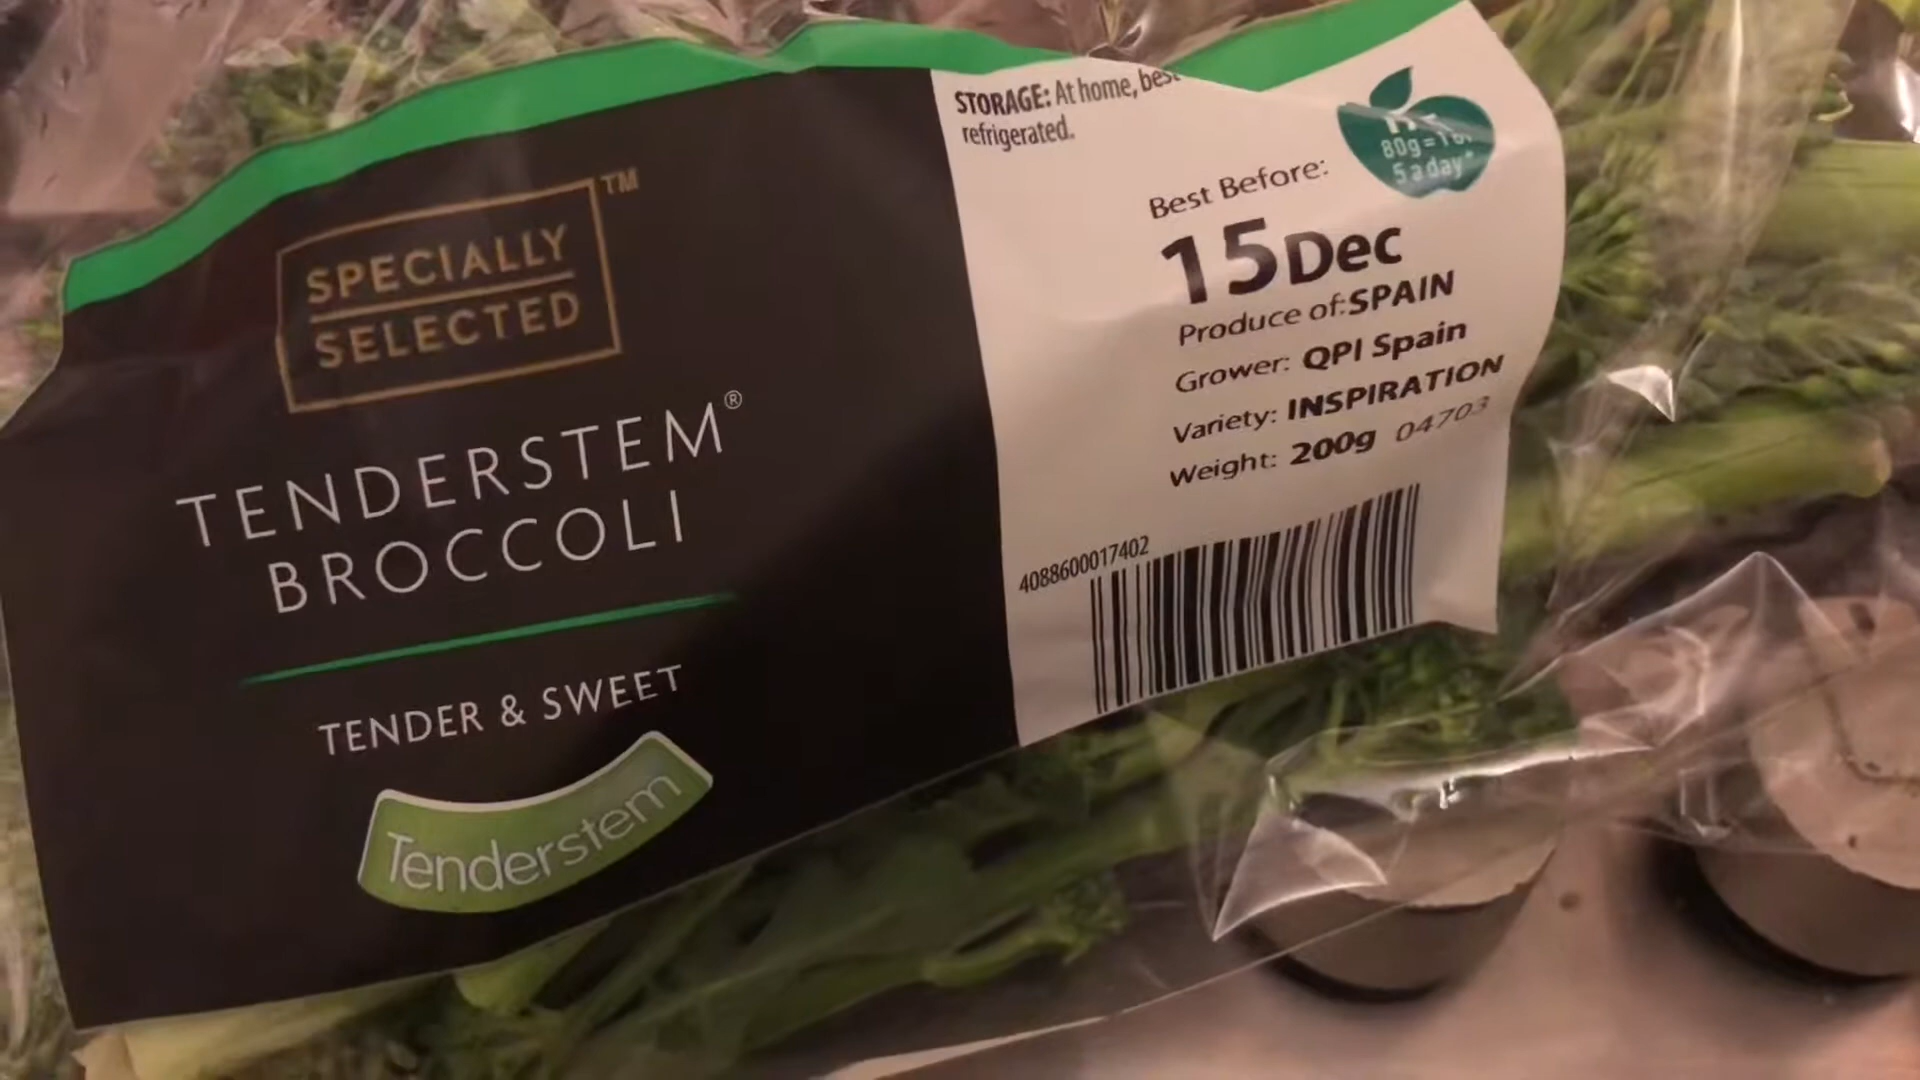 SPECIALLY
SELECTED
TM
TENDERSTEM®
BROCCOLI
TENDER & SWEET
Tenderstem
STORAGE: At home, best
refrigerated.
80g=1of
5 a day*
Best Before:
15Dec
Produce of:SPAIN
Grower: QPI Spain
Variety: INSPIRATION
Weight: 200g 04703
4088600017402